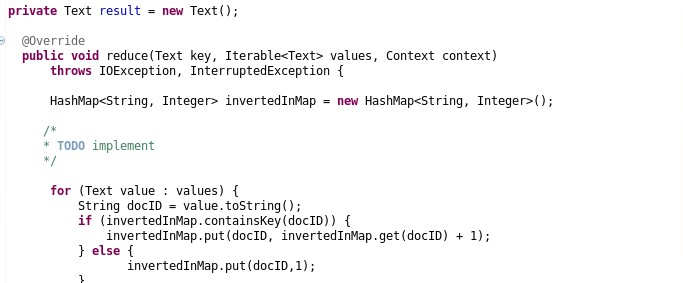 private Text result = new Text();
@Override
public void reduce(Text key, Iterable<Text> values, Context context)
throws IOException, InterruptedException {
HashMap<String, Integer> invertedInMap = new HashMap<String, Integer>();
/*
* TODO implement
*/
for (Text value : values) {
String docID = value.toString();
if (invertedInMap.containsKey(docID)) {
invertedInMap.put(docID, invertedInMap.get(docID) + 1);
} else {
invertedInMap.put(docID,1);
}